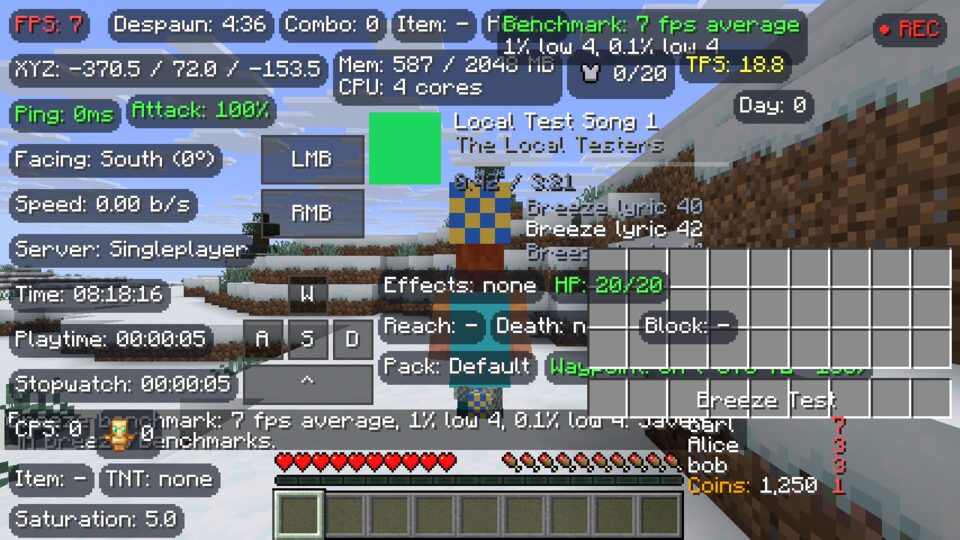 FPS: 7
Despawn: 4:36
Combo: 0
Item: –
Benchmark: 7 fps average
1% low 4, 0.1% low 4
REC
XYZ: -370.5 / 72.0 / -153.5
Mem: 587 / 2048 MB
CPU: 4 cores
0/20
TPS: 18.8
Ping: 0ms
Attack: 100%
Day: 0
Local Test Song 1
The Local Testers
Facing: South (0°)
LMB
/ 3:21
Speed: 0.00 b/s
RMB
Breeze lyric 40
Breeze lyric 42
Server: Singleplayer
Time: 08:18:16
W
Effects: none
HP: 20/20
Playtime: 00:00:05
A
S
D
Reach: –
Death:
Block: –
Pack: Default
Stopwatch: 00:00:05
^
Breeze Test
benchmark: 7 fps average, 1% low 4, 0.1% low 4.
CPS: 0
0
7
Alice 3
bob 3
Item: –
TNT: none
Coins: 1,250 1
Saturation: 5.0